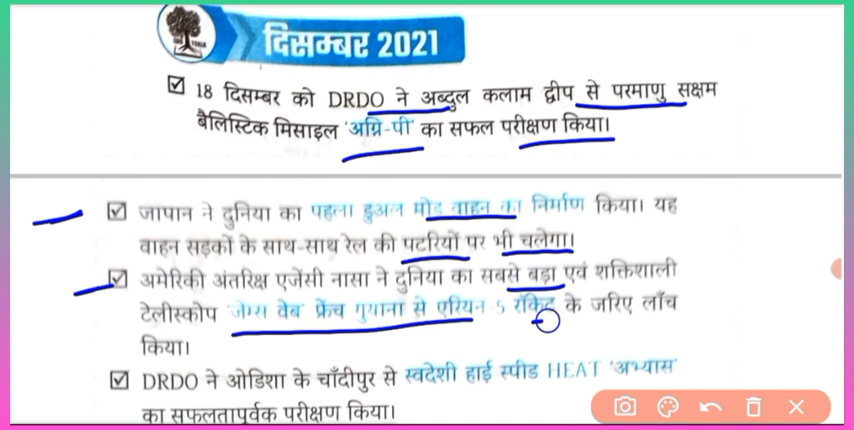 दिसम्बर 2021
18 दिसम्बर को DRDO ने अब्दुल कलाम द्वीप से परमाणु सक्षम
बैलिस्टिक मिसाइल 'अग्नि-पी' का सफल परीक्षण किया।
जापान ने दुनिया का पहला डुअल मोड वाहन का निर्माण किया। यह
वाहन सड़कों के साथ-साथ रेल की पटरियों पर भी चलेगा।
अमेरिकी अंतरिक्ष एजेंसी नासा ने दुनिया का सबसे बड़ा एवं शक्तिशाली
टेलीस्कोप 'जेम्स वेब' फ्रेंच गुयाना से एरियन-5 रॉकेट के जरिए लाँच
किया।
DRDO ने ओडिशा के चाँदीपुर से स्वदेशी हाई स्पीड HEAT 'अभ्यास'
का सफलतापूर्वक परीक्षण किया।